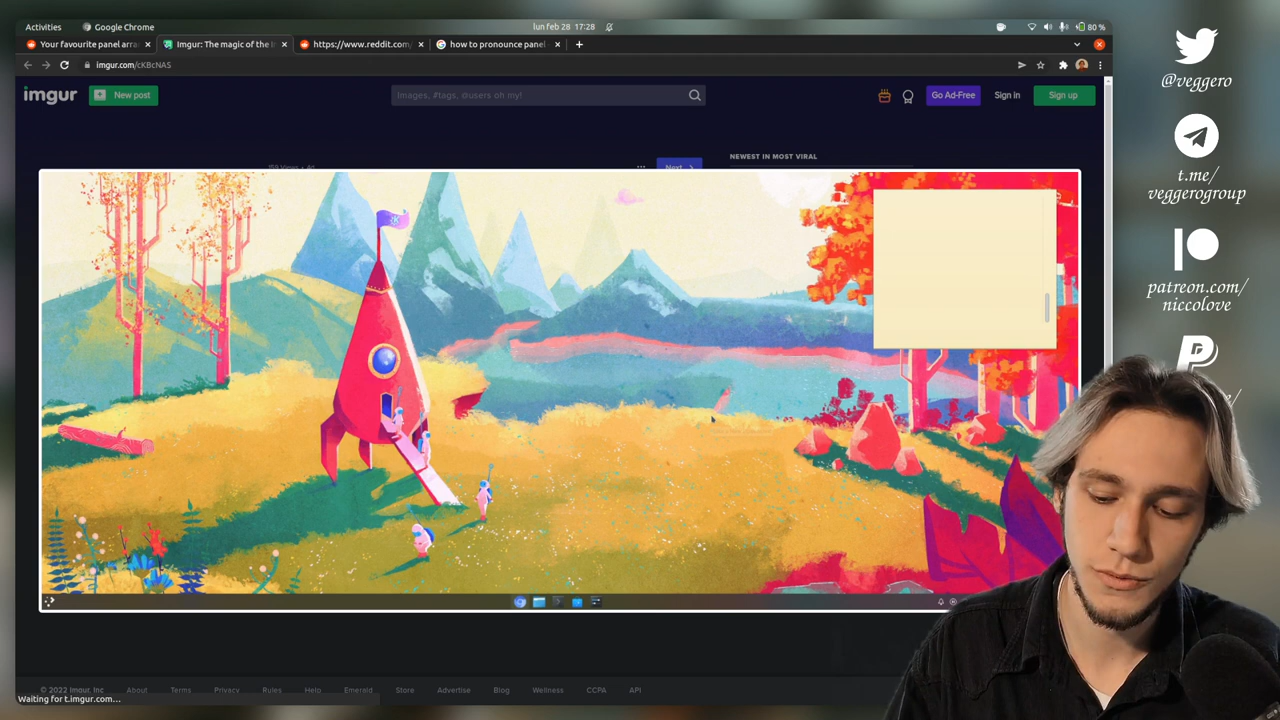 Activities
Google Chrome
lun feb 28 17:28
80 %
Your favourite panel arra
Imgur: The magic of the I
https://www.reddit.com/
how to pronounce panel
imgur.com/cKBcNAS
imgur
New post
Images, #tags, @users oh my!
Go Ad-Free
Sign in
Sign up
159 Views • 4d
Next
NEWEST IN MOST VIRAL
© 2022 Imgur, Inc
About
Terms
Privacy
Rules
Help
Emerald
Store
Advertise
Blog
Wellness
CCPA
API
Waiting for t.imgur.com...
@veggero
t.me/
veggerogroup
patreon.com/
niccolove